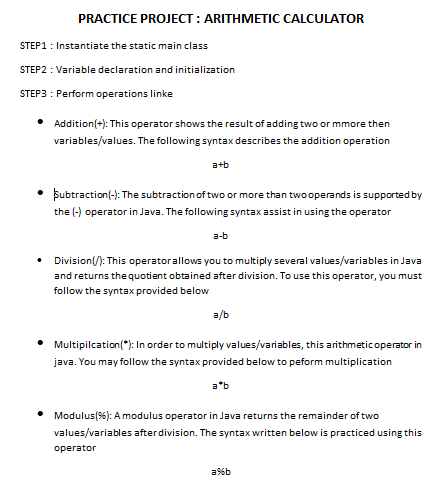 PRACTICE PROJECT : ARITHMETIC CALCULATOR
STEP1 : Instantiate the static main class
STEP2 : Variable declaration and initialization
STEP3 : Perform operations linke
• Addition(+): This operator shows the result of adding two or mmore then
variables/values. The following syntax describes the addition operation
a+b
• Subtraction(-): The subtraction of two or more than two operands is supported by
the (-) operator in Java. The following syntax assist in using the operator
a-b
• Division(/): This operator allows you to multiply several values/variables in Java
and returns the quotient obtained after division. To use this operator, you must
follow the syntax provided below
a/b
• Multipilcation(*): In order to multiply values/variables, this arithmetic operator in
java. You may follow the syntax provided below to peform multiplication
a*b
• Modulus(%): A modulus operator in Java returns the remainder of two
values/variables after division. The syntax written below is practiced using this
operator
a%b